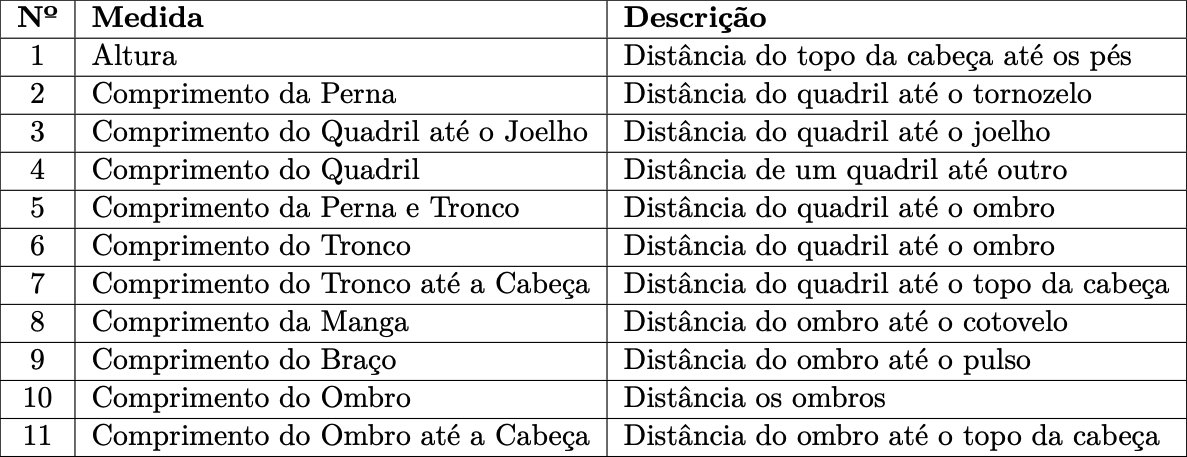 Nº Medida Descrição
1 Altura Distância do topo da cabeça até os pés
2 Comprimento da Perna Distância do quadril até o tornozelo
3 Comprimento do Quadril até o Joelho Distância do quadril até o joelho
4 Comprimento do Quadril Distância de um quadril até outro
5 Comprimento da Perna e Tronco Distância do quadril até o ombro
6 Comprimento do Tronco Distância do quadril até o ombro
7 Comprimento do Tronco até a Cabeça Distância do quadril até o topo da cabeça
8 Comprimento da Manga Distância do ombro até o cotovelo
9 Comprimento do Braço Distância do ombro até o pulso
10 Comprimento do Ombro Distância os ombros
11 Comprimento do Ombro até a Cabeça Distância do ombro até o topo da cabeça